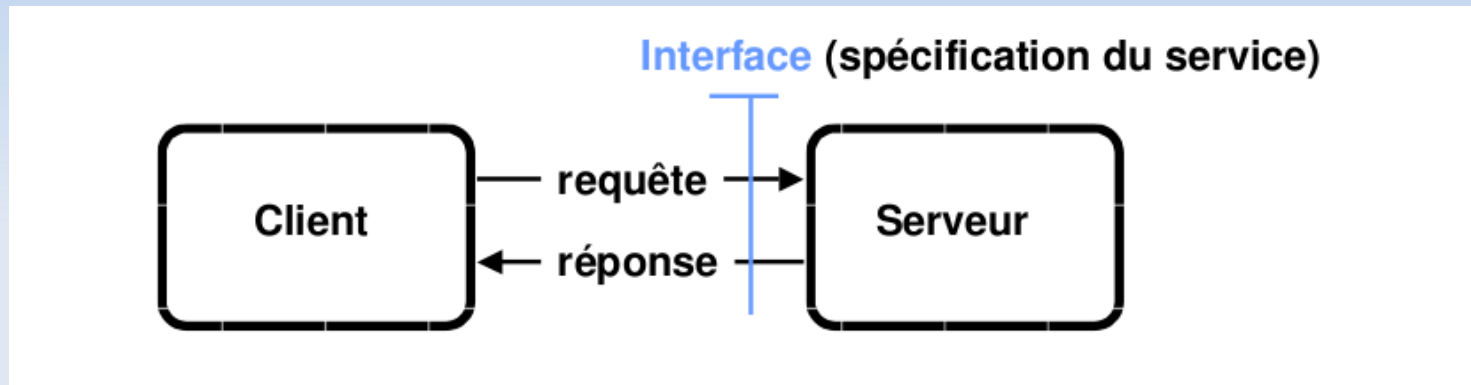 Interface (spécification du service)
requête
Client
Serveur
réponse